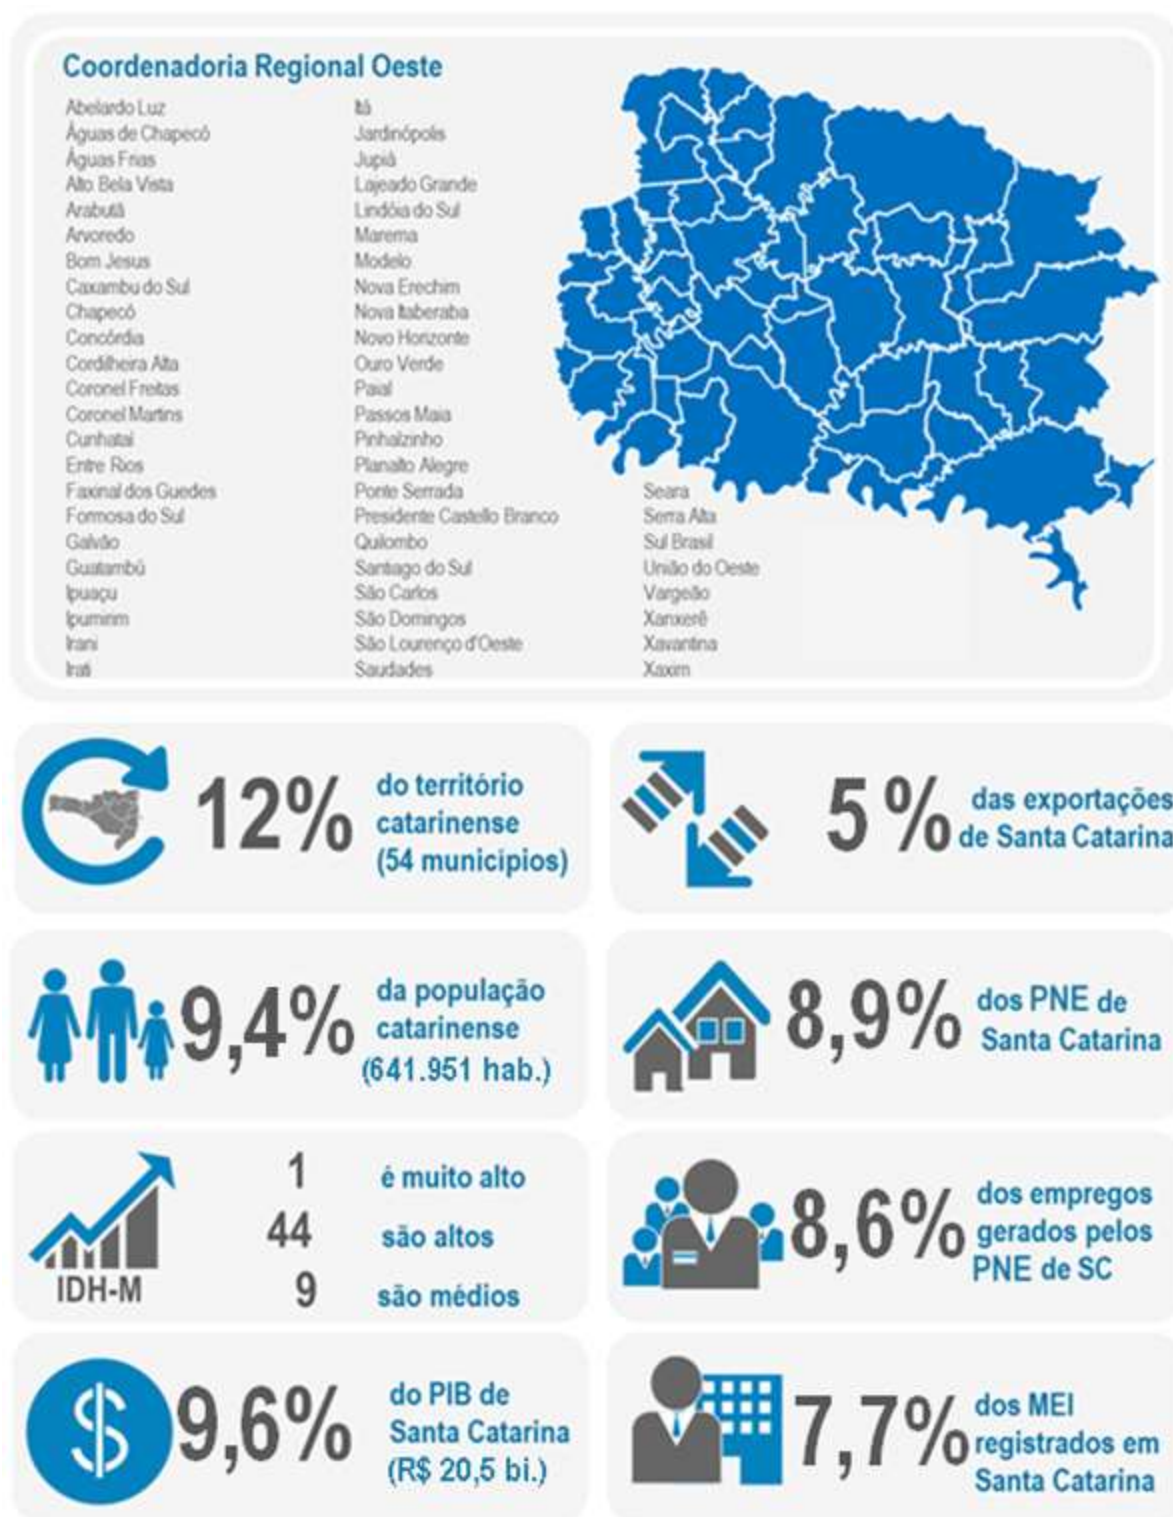 Coordenadoria Regional Oeste
Abelardo Luz
Águas de Chapecó
Águas Frias
Alto Bela Vista
Arabutã
Arvoredo
Bom Jesus
Caxambu do Sul
Chapecó
Concórdia
Cordilheira Alta
Coronel Freitas
Coronel Martins
Cunhataí
Entre Rios
Faxinal dos Guedes
Formosa do Sul
Galvão
Guatambú
Ipuaçu
Ipumirim
Irani
Irati
Itá
Jardinópolis
Jupiá
Lajeado Grande
Lindóia do Sul
Marema
Modelo
Nova Erechim
Nova Itaberaba
Novo Horizonte
Ouro Verde
Paial
Passos Maia
Pinhalzinho
Planalto Alegre
Ponte Serrada
Presidente Castello Branco
Quilombo
Santiago do Sul
São Carlos
São Domingos
São Lourenço d'Oeste
Saudades
Seara
Serra Alta
Sul Brasil
União do Oeste
Vargeão
Xanxerê
Xavantina
Xaxim
12%
do território
catarinense
(54 municípios)
5%
das exportações
de Santa Catarina
9,4%
da população
catarinense
(641.951 hab.)
8,9%
dos PNE de
Santa Catarina
IDH-M
1 é muito alto
44 são altos
9 são médios
8,6%
dos empregos
gerados pelos
PNE de SC
$
9,6%
do PIB de
Santa Catarina
(R$ 20,5 bi.)
7,7%
dos MEI
registrados em
Santa Catarina